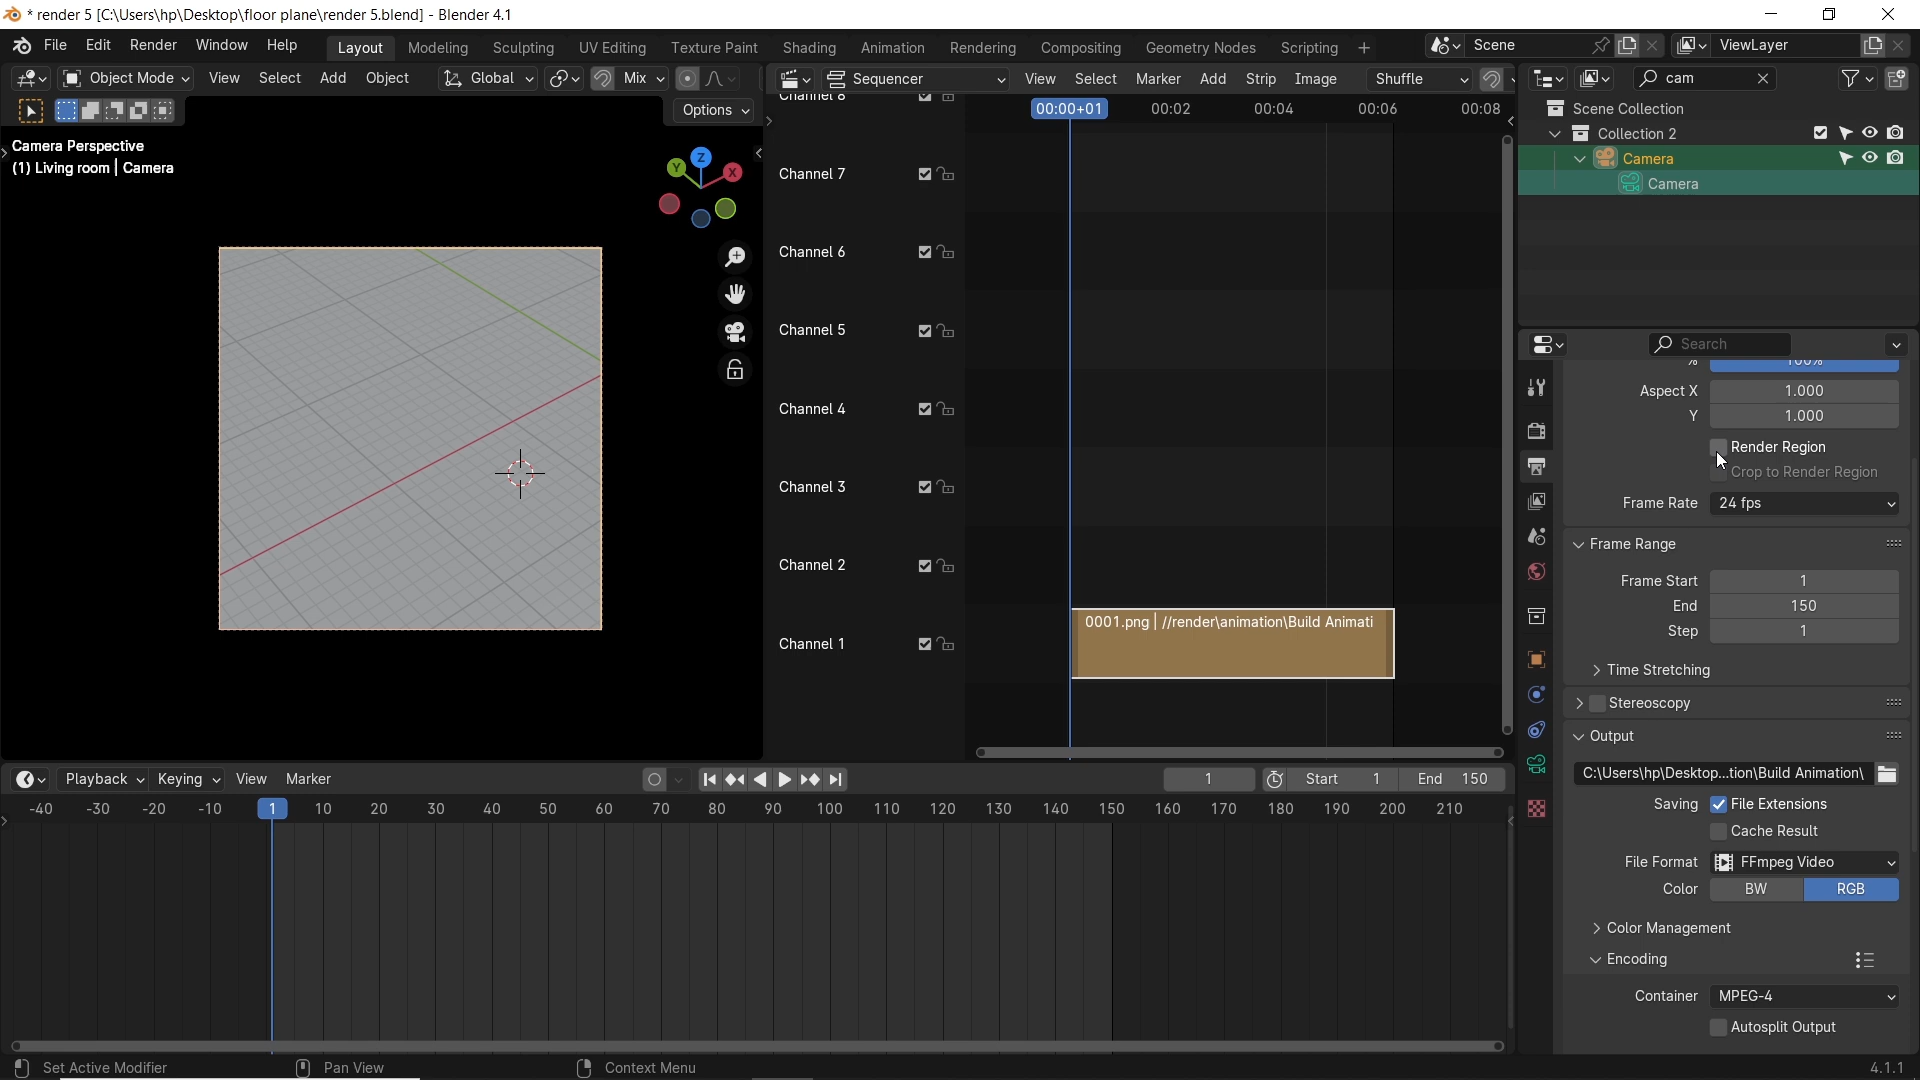 * render 5 [C:\Users\hp\Desktop\floor plane\render 5.blend] - Blender 4.1
File Edit Render Window Help Layout Modeling Sculpting UV Editing Texture Paint Shading Animation Rendering Compositing Geometry Nodes Scripting + Scene ViewLayer
Object Mode View Select Add Object Global Mix
Options
Camera Perspective
(1) Living room | Camera
Z
Y
X
Sequencer View Select Marker Add Strip Image Shuffle
00:00+01 00:02 00:04 00:06 00:08
Channel 8
Channel 7
Channel 6
Channel 5
Channel 4
Channel 3
Channel 2
Channel 1
0001.png | //render\animation\Build Animati
cam
Scene Collection
Collection 2
Camera
Camera
Search
% 100%
Aspect X 1.000
Y 1.000
Render Region
Crop to Render Region
Frame Rate 24 fps
Frame Range
Frame Start 1
End 150
Step 1
Time Stretching
Stereoscopy
Output
C:\Users\hp\Desktop...tion\Build Animation\
Saving File Extensions
Cache Result
File Format FFmpeg Video
Color BW RGB
Color Management
Encoding
Container MPEG-4
Autosplit Output
Playback Keying View Marker 1 Start 1 End 150
-40 -30 -20 -10 1 10 20 30 40 50 60 70 80 90 100 110 120 130 140 150 160 170 180 190 200 210
Set Active Modifier Pan View Context Menu 4.1.1